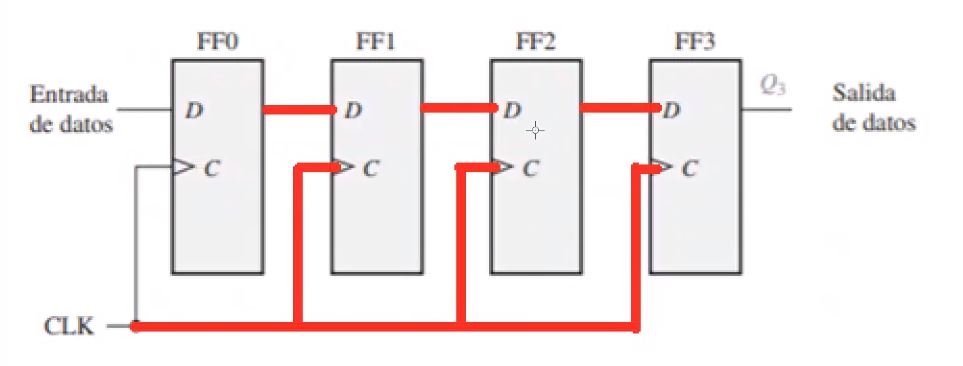 FF0 FF1 FF2 FF3
Entrada
de datos
D D D D
Q3
Salida
de datos
C C C C
CLK